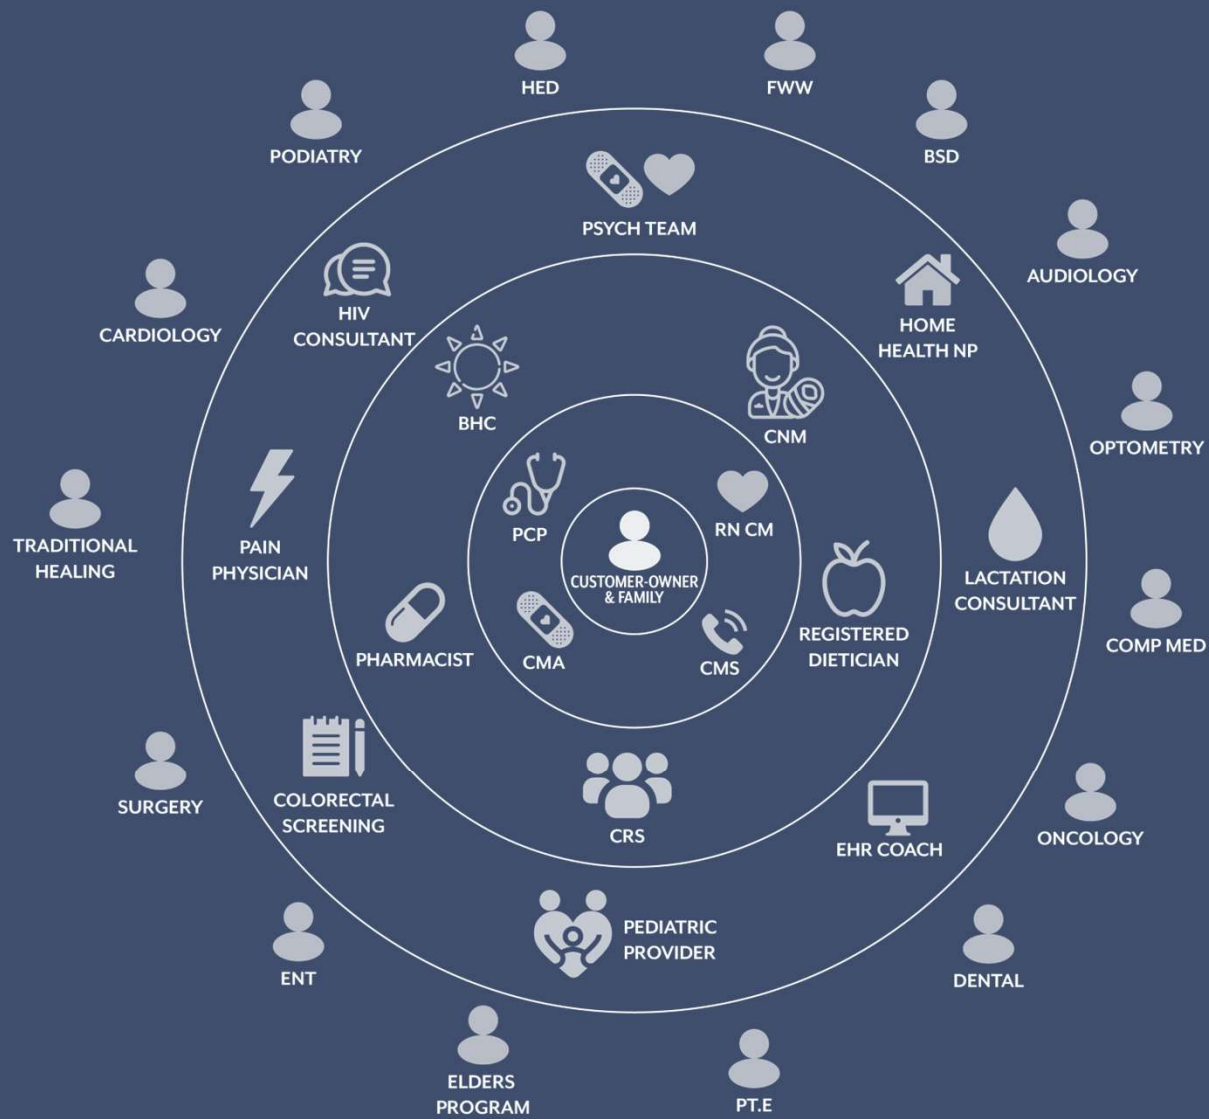 HED
FWW
PODIATRY
BSD
PSYCH TEAM
AUDIOLOGY
CARDIOLOGY
HIV
CONSULTANT
HOME
HEALTH NP
BHC
CNM
OPTOMETRY
PCP
RN CM
TRADITIONAL
HEALING
PAIN
PHYSICIAN
CUSTOMER-OWNER
& FAMILY
LACTATION
CONSULTANT
PHARMACIST
CMA
CMS
REGISTERED
DIETICIAN
COMP MED
SURGERY
COLORECTAL
SCREENING
CRS
EHR COACH
ONCOLOGY
PEDIATRIC
PROVIDER
ENT
DENTAL
ELDERS
PROGRAM
PT.E